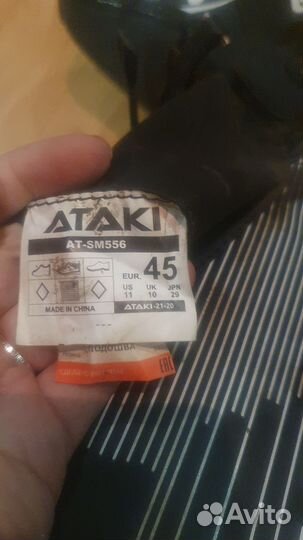 ATAKI
AT-SM556
EUR. 45
US UK JPN
11 10 29
MADE IN CHINA
ATAKI-21-20
---
ПОДОШВА
EAC
Avito